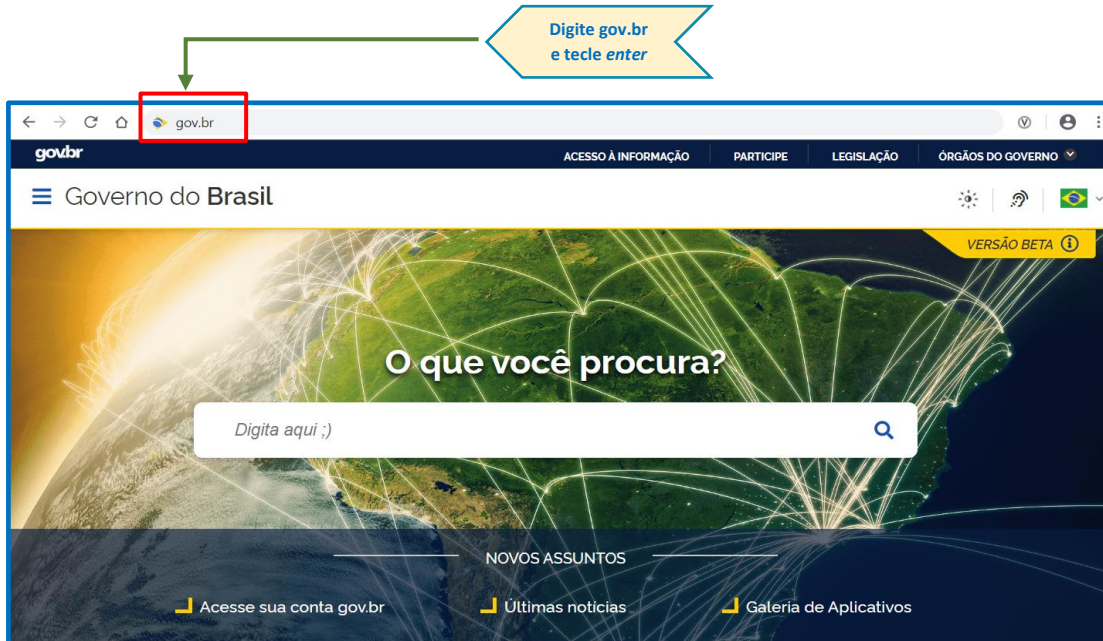 Digite gov.br
e tecle enter
gov.br
gov.br
ACESSO À INFORMAÇÃO PARTICIPE LEGISLAÇÃO ÓRGÃOS DO GOVERNO
Governo do Brasil
VERSÃO BETA
O que você procura?
Digita aqui ;)
NOVOS ASSUNTOS
Acesse sua conta gov.br Últimas notícias Galeria de Aplicativos